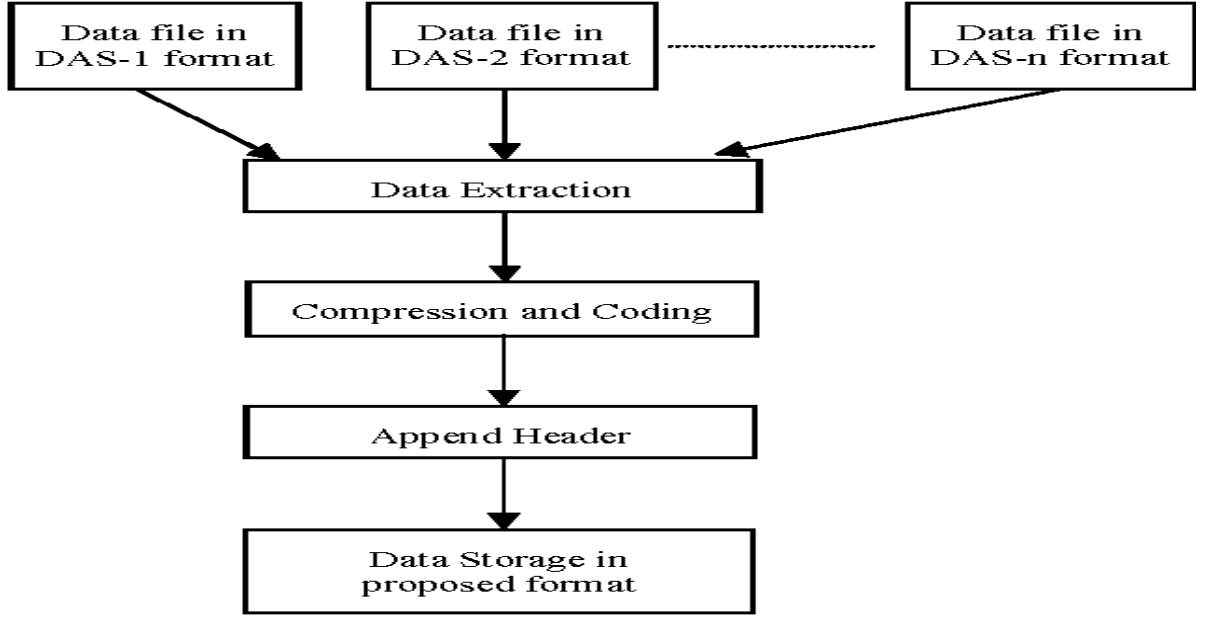 Data file in
DAS-1 format
Data file in
DAS-2 format
Data file in
DAS-n format
Data Extraction
Compression and Coding
Append Header
Data Storage in
proposed format